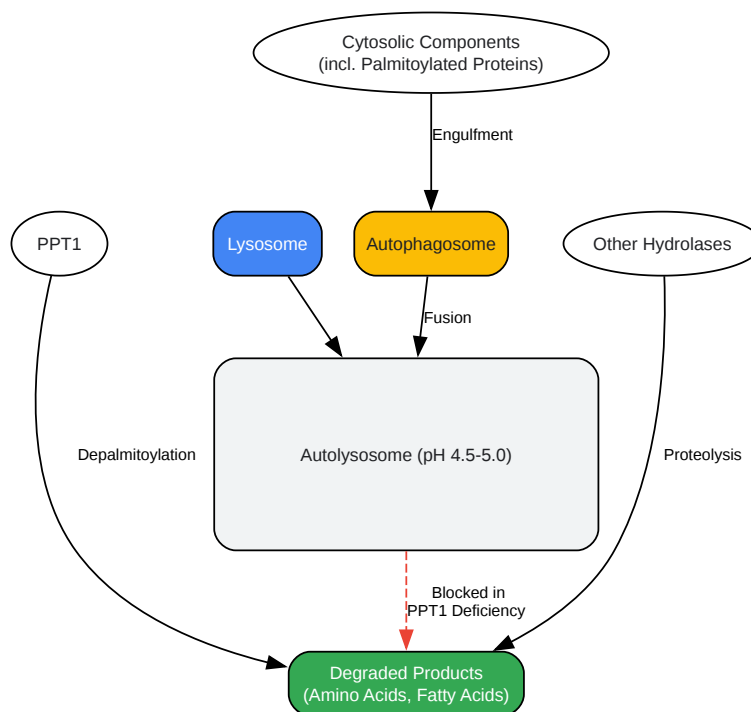 Cytosolic Components
(incl. Palmitoylated Proteins)
Engulfment
PPT1
Lysosome
Autophagosome
Other Hydrolases
Fusion
Depalmitoylation
Autolysosome (pH 4.5-5.0)
Proteolysis
Blocked in
PPT1 Deficiency
Degraded Products
(Amino Acids, Fatty Acids)